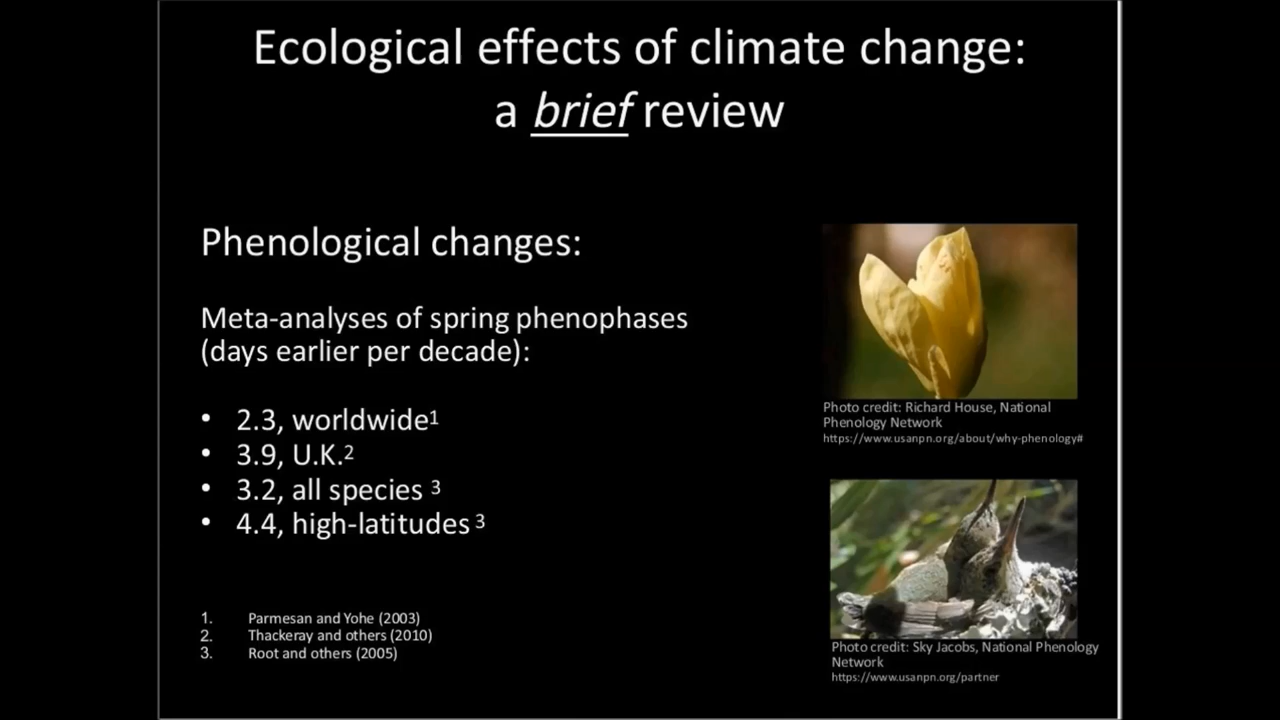 Ecological effects of climate change:
a brief review
Phenological changes:
Meta-analyses of spring phenophases
(days earlier per decade):
• 2.3, worldwide1
• 3.9, U.K.2
• 3.2, all species 3
• 4.4, high-latitudes 3
1. Parmesan and Yohe (2003)
2. Thackeray and others (2010)
3. Root and others (2005)
Photo credit: Richard House, National
Phenology Network
https://www.usanpn.org/about/why-phenology#
Photo credit: Sky Jacobs, National Phenology
Network
https://www.usanpn.org/partner